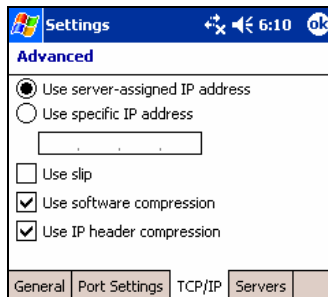 Settings 6:10 ok
Advanced
Use server-assigned IP address
Use specific IP address
. . .
Use slip
Use software compression
Use IP header compression
General Port Settings TCP/IP Servers